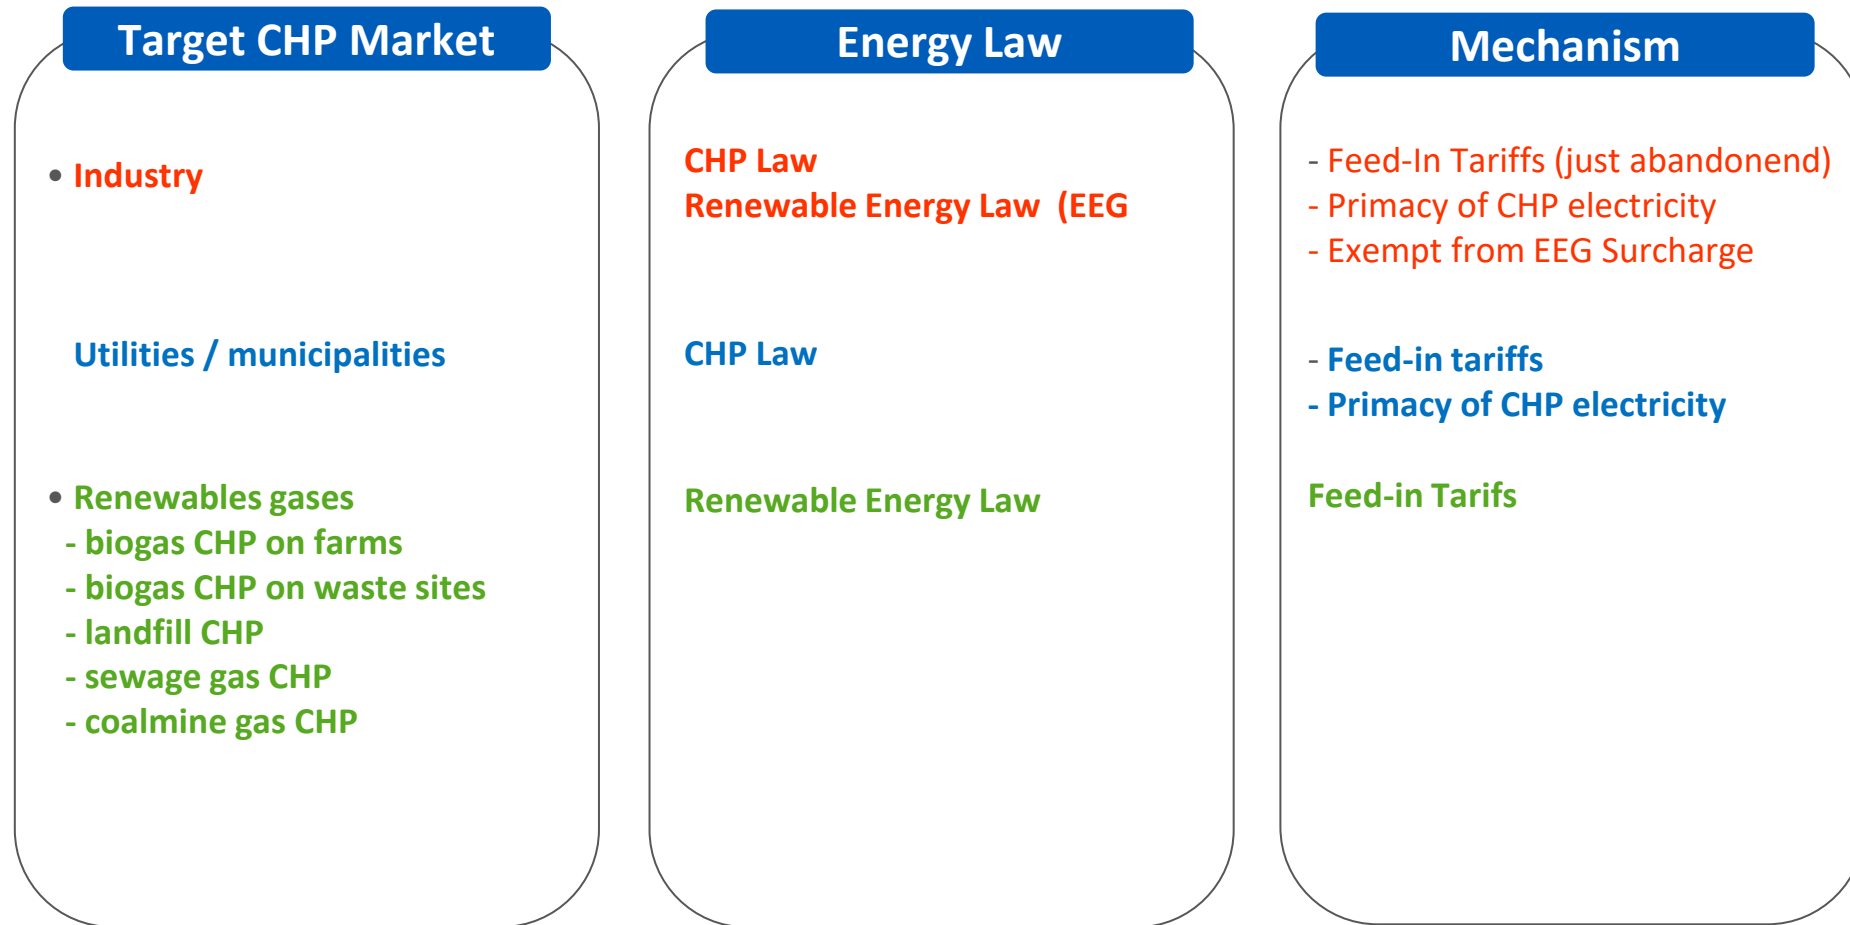 Target CHP Market
• Industry
Utilities / municipalities
• Renewables gases
- biogas CHP on farms
- biogas CHP on waste sites
- landfill CHP
- sewage gas CHP
- coalmine gas CHP
Energy Law
CHP Law
Renewable Energy Law (EEG
CHP Law
Renewable Energy Law
Mechanism
- Feed-In Tariffs (just abandonend)
- Primacy of CHP electricity
- Exempt from EEG Surcharge
- Feed-in tariffs
- Primacy of CHP electricity
Feed-in Tarifs